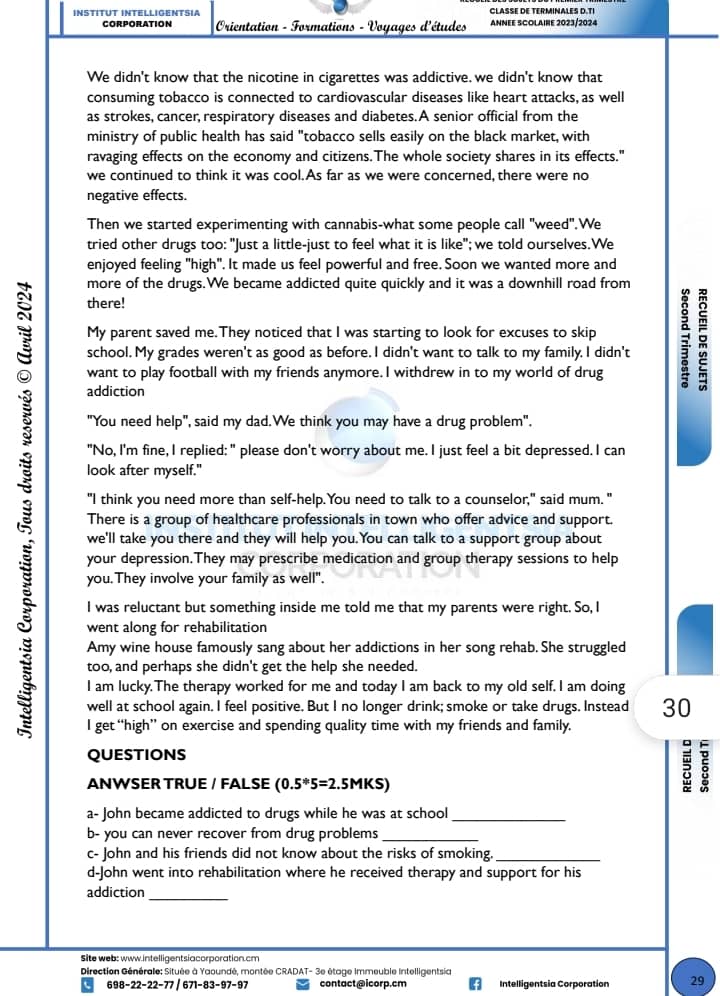 INSTITUT INTELLIGENTSIA
CORPORATION
Orientation - Formations - Voyages d'études
RECUEIL DES SUJETS DU PREMIER TRIMESTRE
CLASSE DE TERMINALES D.TI
ANNEE SCOLAIRE 2023/2024
We didn't know that the nicotine in cigarettes was addictive. we didn't know that
consuming tobacco is connected to cardiovascular diseases like heart attacks, as well
as strokes, cancer, respiratory diseases and diabetes. A senior official from the
ministry of public health has said "tobacco sells easily on the black market, with
ravaging effects on the economy and citizens. The whole society shares in its effects."
we continued to think it was cool. As far as we were concerned, there were no
negative effects.
Then we started experimenting with cannabis-what some people call "weed". We
tried other drugs too: "Just a little-just to feel what it is like"; we told ourselves. We
enjoyed feeling "high". It made us feel powerful and free. Soon we wanted more and
more of the drugs. We became addicted quite quickly and it was a downhill road from
there!
My parent saved me. They noticed that I was starting to look for excuses to skip
school. My grades weren't as good as before. I didn't want to talk to my family. I didn't
want to play football with my friends anymore. I withdrew in to my world of drug
addiction
"You need help", said my dad. We think you may have a drug problem".
"No, I'm fine, I replied: " please don't worry about me. I just feel a bit depressed. I can
look after myself."
"I think you need more than self-help. You need to talk to a counselor," said mum. "
There is a group of healthcare professionals in town who offer advice and support.
we'll take you there and they will help you. You can talk to a support group about
your depression. They may prescribe medication and group therapy sessions to help
you. They involve your family as well".
I was reluctant but something inside me told me that my parents were right. So, I
went along for rehabilitation
Amy wine house famously sang about her addictions in her song rehab. She struggled
too, and perhaps she didn't get the help she needed.
I am lucky. The therapy worked for me and today I am back to my old self. I am doing
well at school again. I feel positive. But I no longer drink; smoke or take drugs. Instead
I get “high” on exercise and spending quality time with my friends and family.
QUESTIONS
ANWSER TRUE / FALSE (0.5*5=2.5MKS)
a- John became addicted to drugs while he was at school ________________
b- you can never recover from drug problems ______________
c- John and his friends did not know about the risks of smoking. _______________
d-John went into rehabilitation where he received therapy and support for his
addiction ___________
INSTITUT INTELLIGENTSIA
CORPORATION
Intelligentsia Corporation, Tous droits reservés © Avril 2024
RECUEIL DE SUJETS
Second Trimestre
30
RECUEIL D
Second T
Site web: www.intelligentsiacorporation.cm
Direction Générale: Située à Yaoundé, montée CRADAT- 3e étage Immeuble Intelligentsia
698-22-22-77 / 671-83-97-97
contact@icorp.cm
Intelligentsia Corporation
29